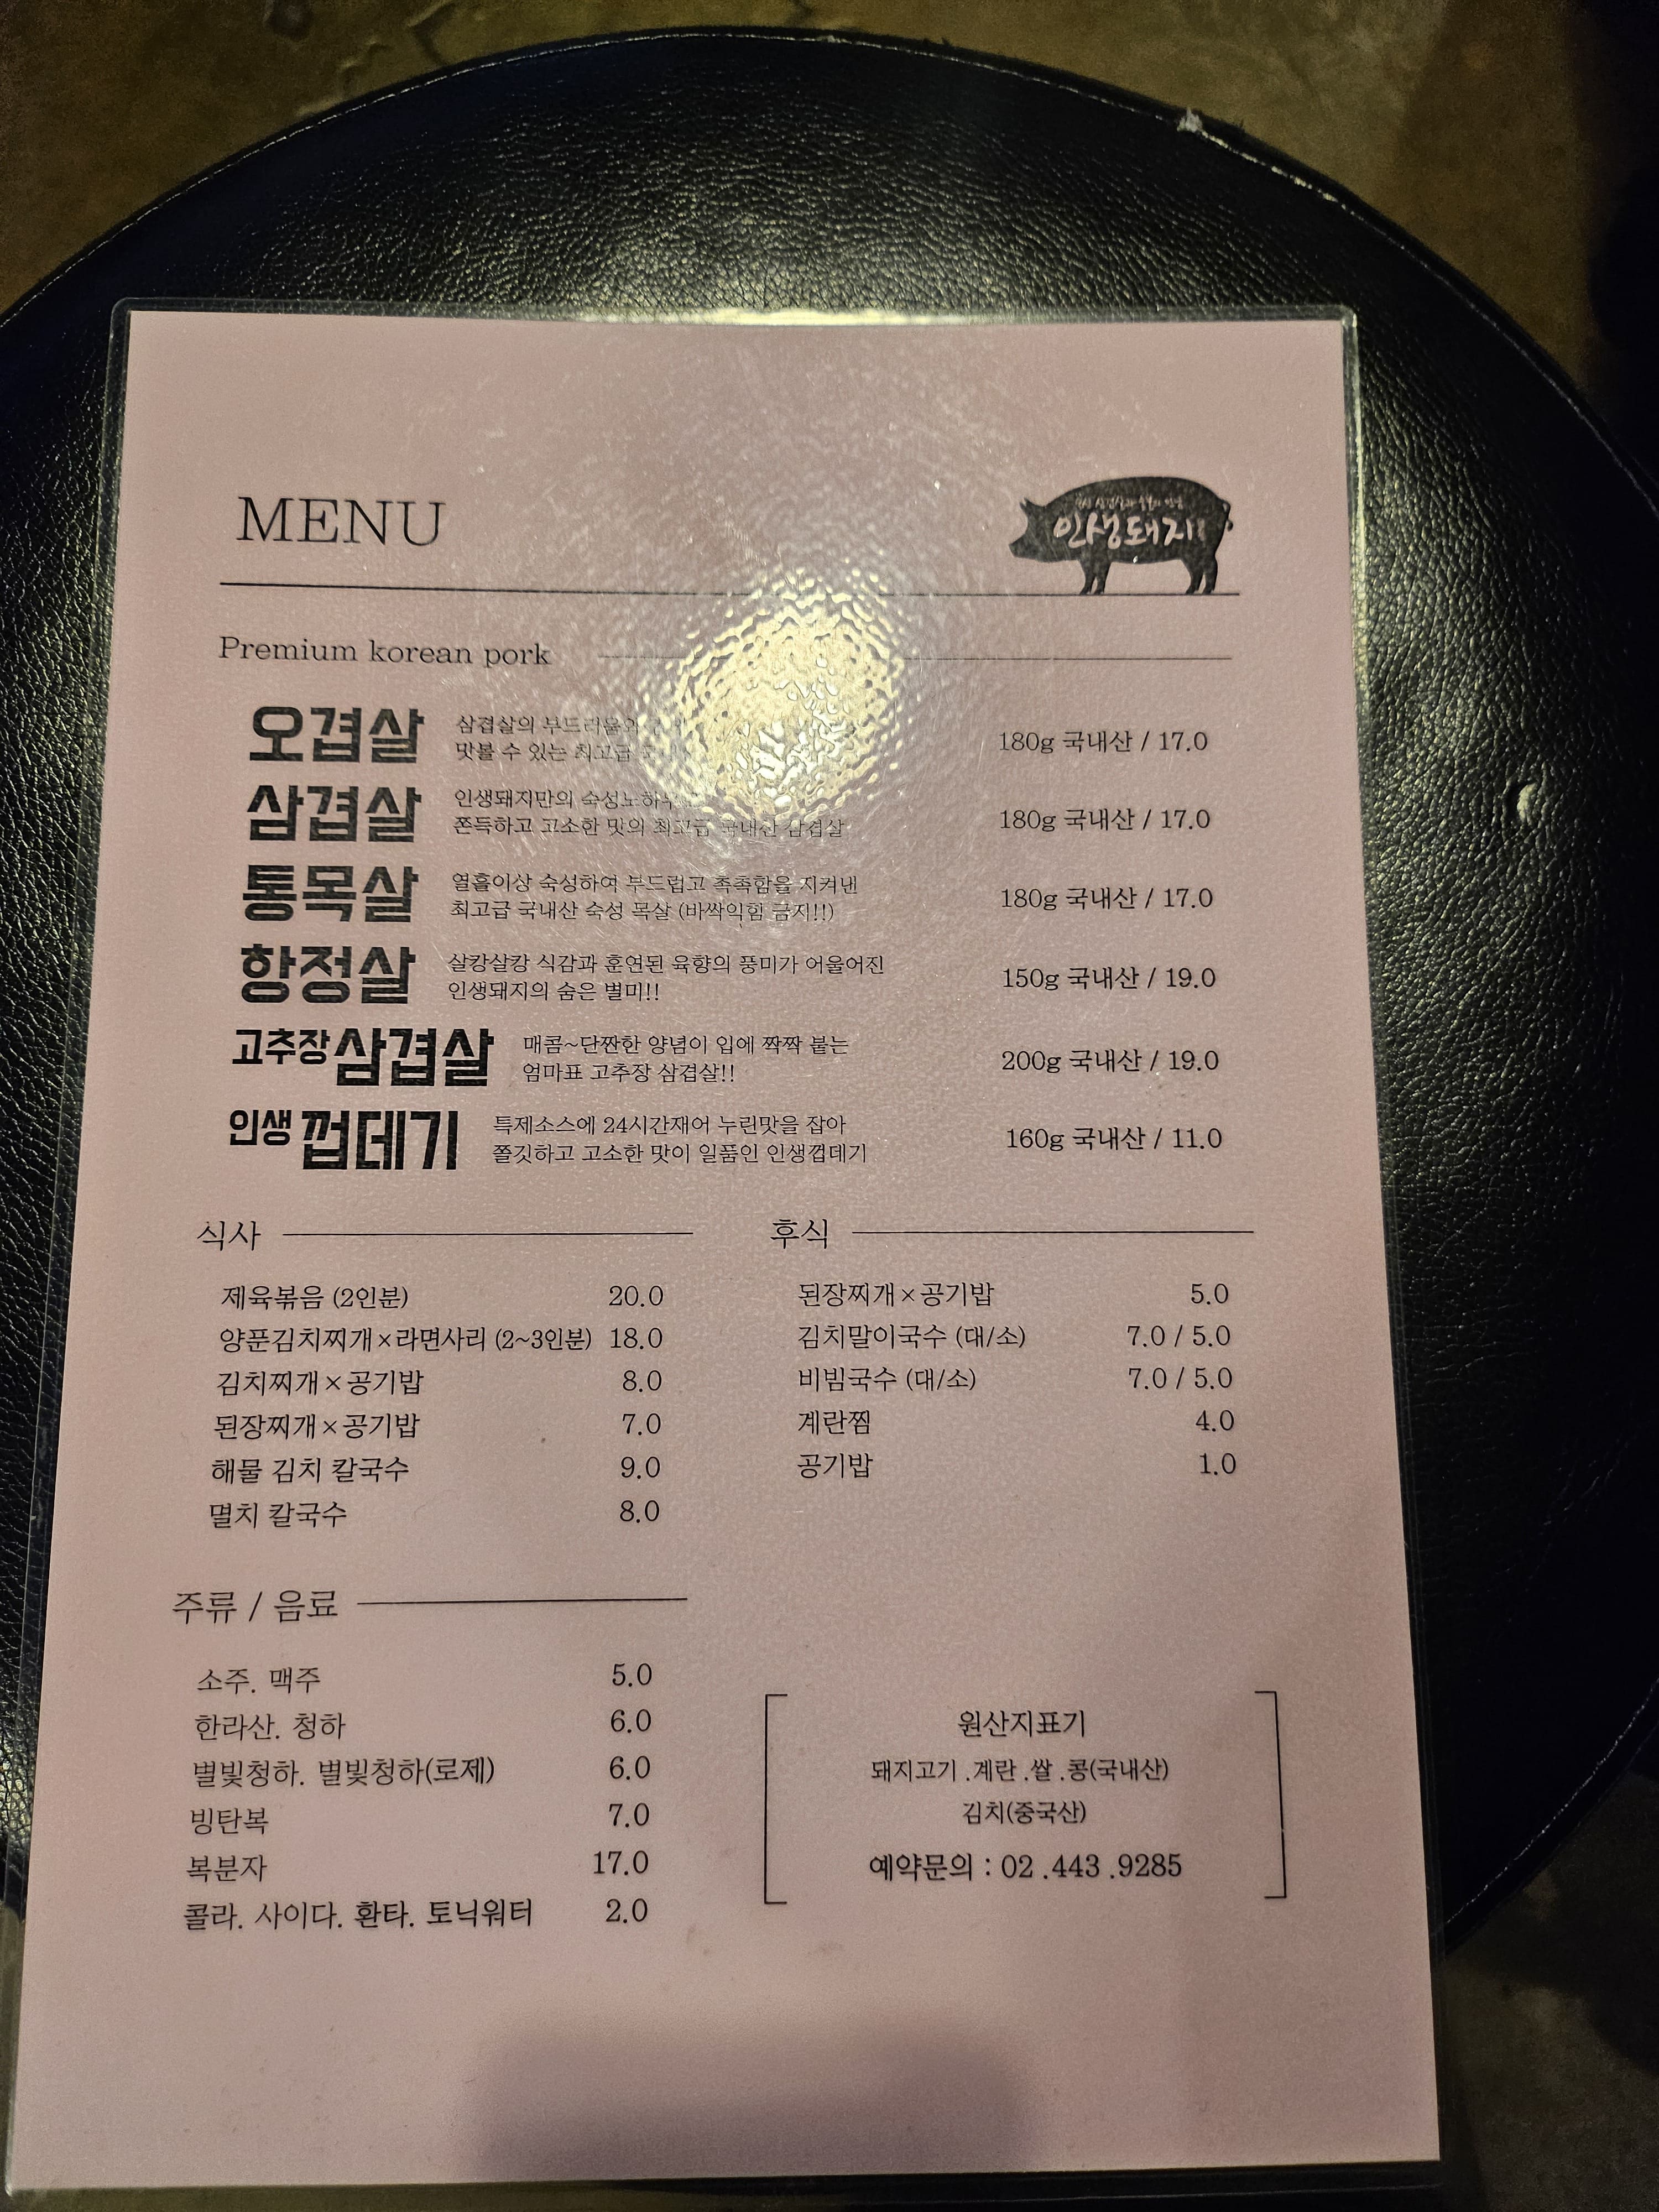 MENU
인생돼지
Premium korean pork
오겹살
삼겹살의 부드러움과
맛볼 수 있는 최고급
180g 국내산 / 17.0
삼겹살
인생돼지만의 숙성노하우
쫀득하고 고소한 맛의 최고급 국내산 삼겹살
180g 국내산 / 17.0
통목살
열흘이상 숙성하여 부드럽고 촉촉함을 지켜낸
최고급 국내산 숙성 목살 (바싹익힘 금지!!)
180g 국내산 / 17.0
항정살
살캉살캉 식감과 훈연된 육향의 풍미가 어울어진
인생돼지의 숨은 별미!!
150g 국내산 / 19.0
고추장 삼겹살
매콤~단짠한 양념이 입에 짝짝 붙는
엄마표 고추장 삼겹살!!
200g 국내산 / 19.0
인생 껍데기
특제소스에 24시간재어 누린맛을 잡아
쫄깃하고 고소한 맛이 일품인 인생껍데기
160g 국내산 / 11.0
식사
제육볶음 (2인분) 20.0
양푼김치찌개×라면사리 (2~3인분) 18.0
김치찌개×공기밥 8.0
된장찌개×공기밥 7.0
해물 김치 칼국수 9.0
멸치 칼국수 8.0
후식
된장찌개×공기밥 5.0
김치말이국수 (대/소) 7.0 / 5.0
비빔국수 (대/소) 7.0 / 5.0
계란찜 4.0
공기밥 1.0
주류 / 음료
소주. 맥주 5.0
한라산. 청하 6.0
별빛청하. 별빛청하(로제) 6.0
빙탄복 7.0
복분자 17.0
콜라. 사이다. 환타. 토닉워터 2.0
원산지표기
돼지고기 .계란 .쌀 .콩(국내산)
김치(중국산)
예약문의 : 02 .443 .9285